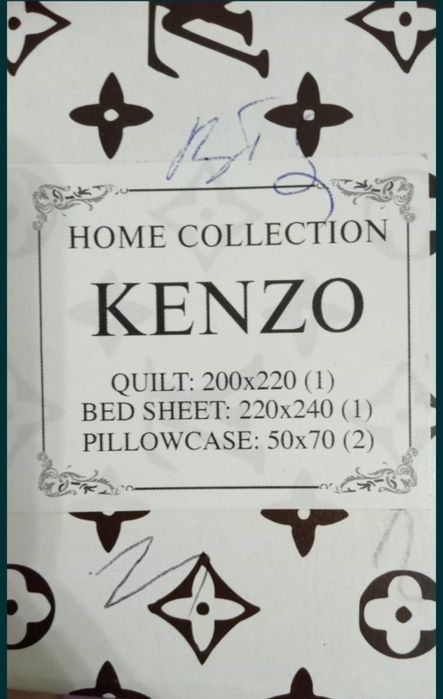 HOME COLLECTION
KENZO
QUILT: 200x220 (1)
BED SHEET: 220x240 (1)
PILLOWCASE: 50x70 (2)